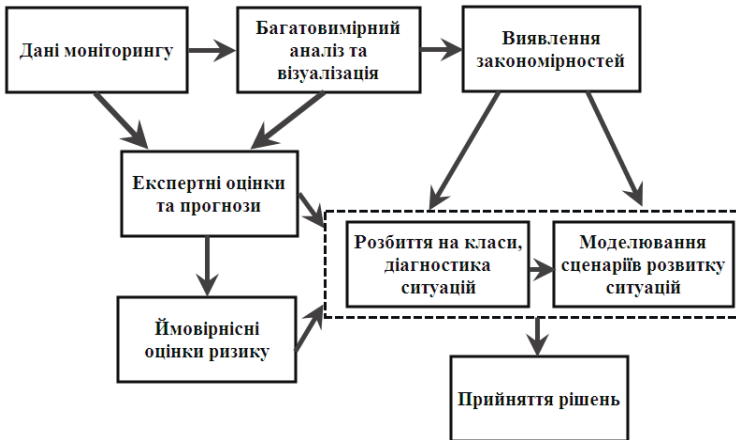 Дані моніторингу
Багатовимірний
аналіз та
візуалізація
Виявлення
закономірностей
Експертні оцінки
та прогнози
Розбиття на класи,
діагностика
ситуацій
Моделювання
сценаріїв розвитку
ситуацій
Ймовірнісні
оцінки ризику
Прийняття рішень